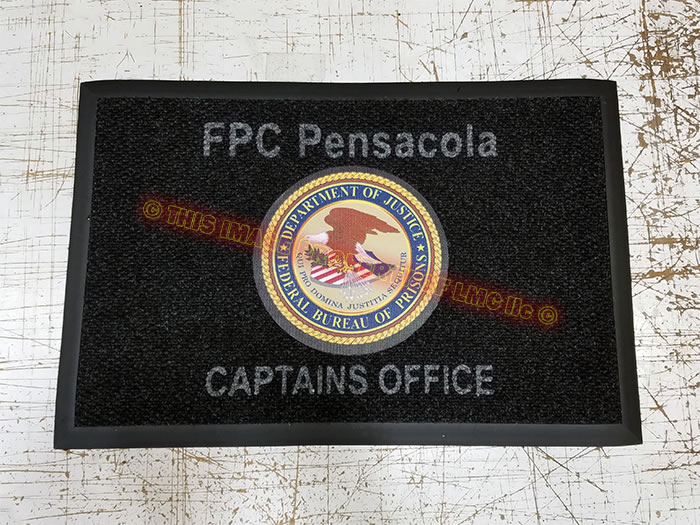 FPC Pensacola
DEPARTMENT OF JUSTICE
QUI PRO DOMINA JUSTITIA SEQUITUR
FEDERAL BUREAU OF PRISONS
© THIS IMA
LMC llc ©
CAPTAINS OFFICE